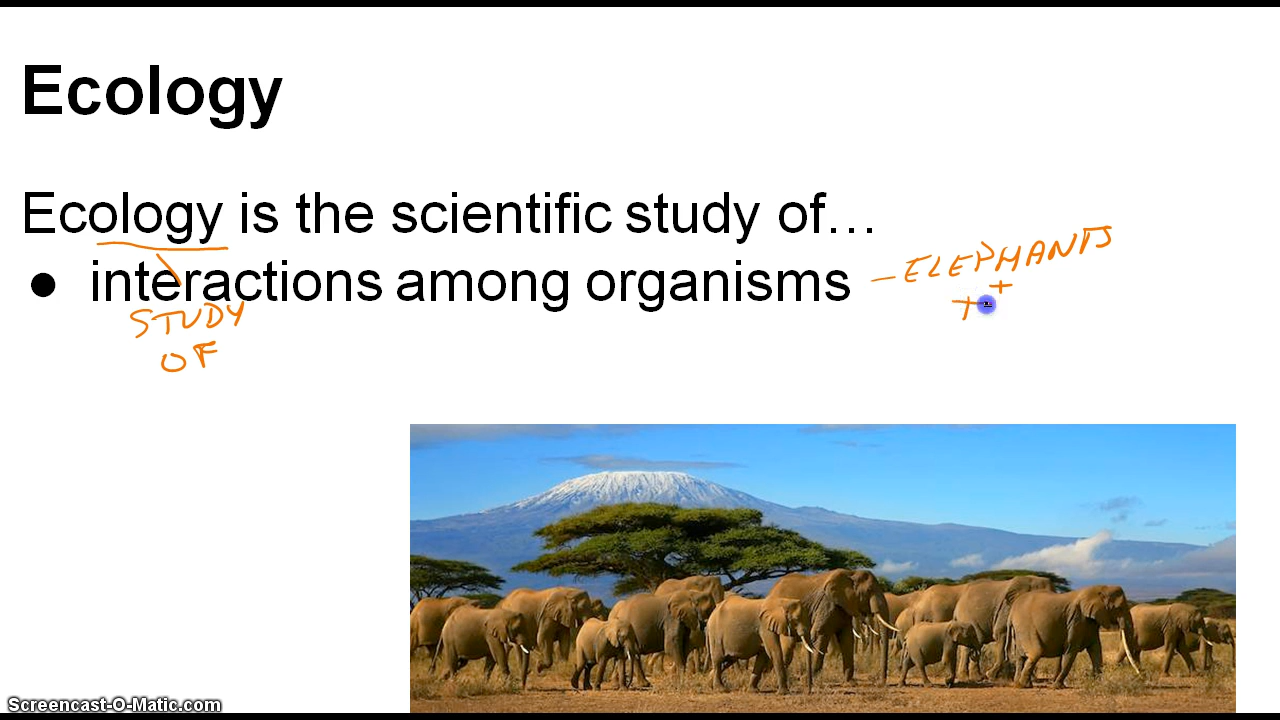 Ecology
Ecology is the scientific study of…
● interactions among organisms – ELEPHANTS
+
STUDY
OF
Screencast-O-Matic.com